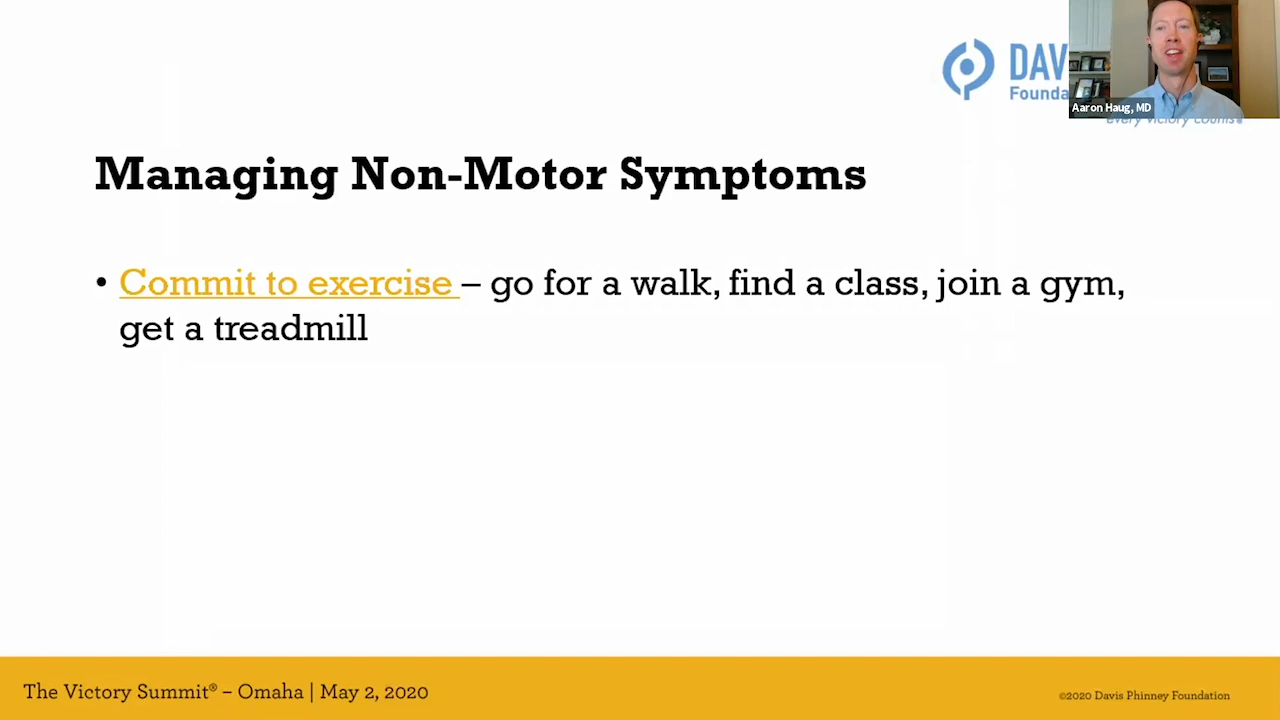 DAV
Founda
Aaron Haug, MD
every victory counts®
Managing Non-Motor Symptoms
• Commit to exercise – go for a walk, find a class, join a gym,
get a treadmill
The Victory Summit® – Omaha | May 2, 2020
©2020 Davis Phinney Foundation